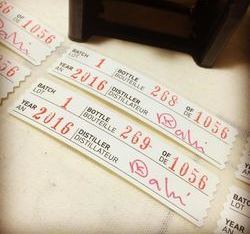 1056
BATCH 1 BOTTLE 268 OF 1056
LOT BOUTEILLE DE
YEAR 2016 DISTILLER
AN DISTILLATEUR
BATCH 1 BOTTLE 269 OF 1056
LOT BOUTEILLE DE
YEAR 2016 DISTILLER
AN DISTILLATEUR
BATCH
LOT
YEAR
AN